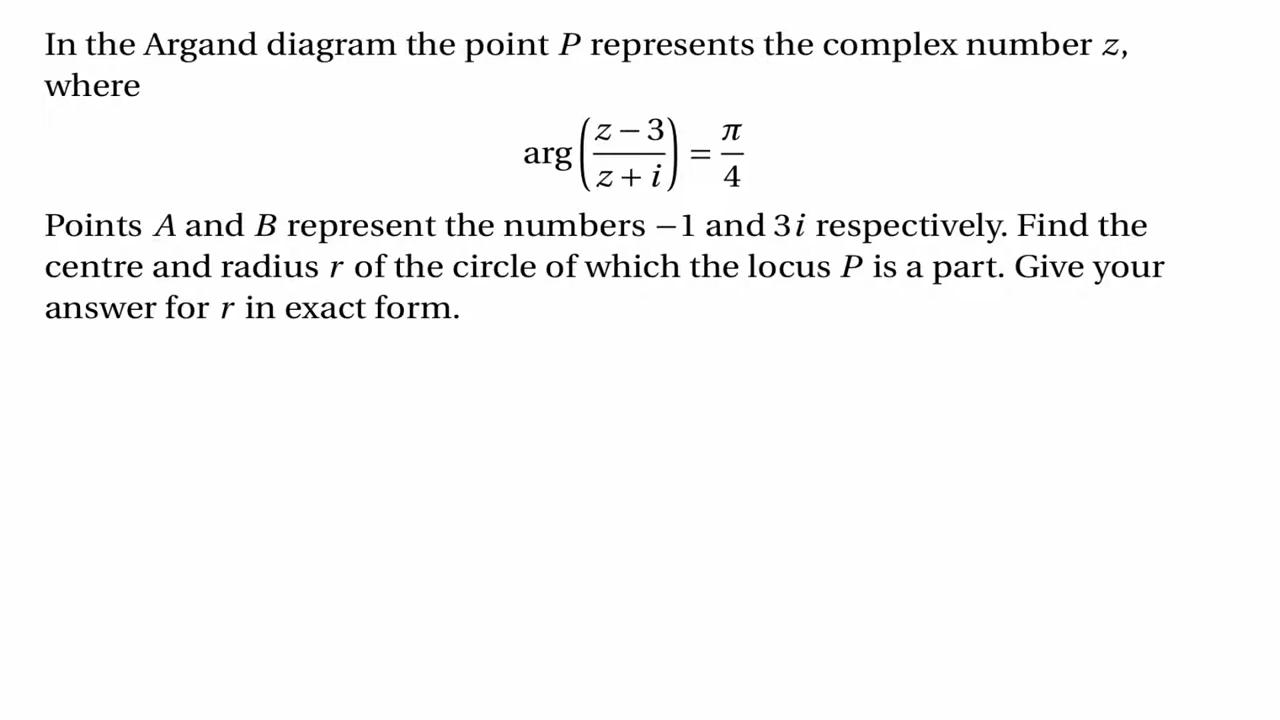 In the Argand diagram the point P represents the complex number z,
where
arg((z − 3)/(z + i)) = π/4
Points A and B represent the numbers −1 and 3i respectively. Find the
centre and radius r of the circle of which the locus P is a part. Give your
answer for r in exact form.